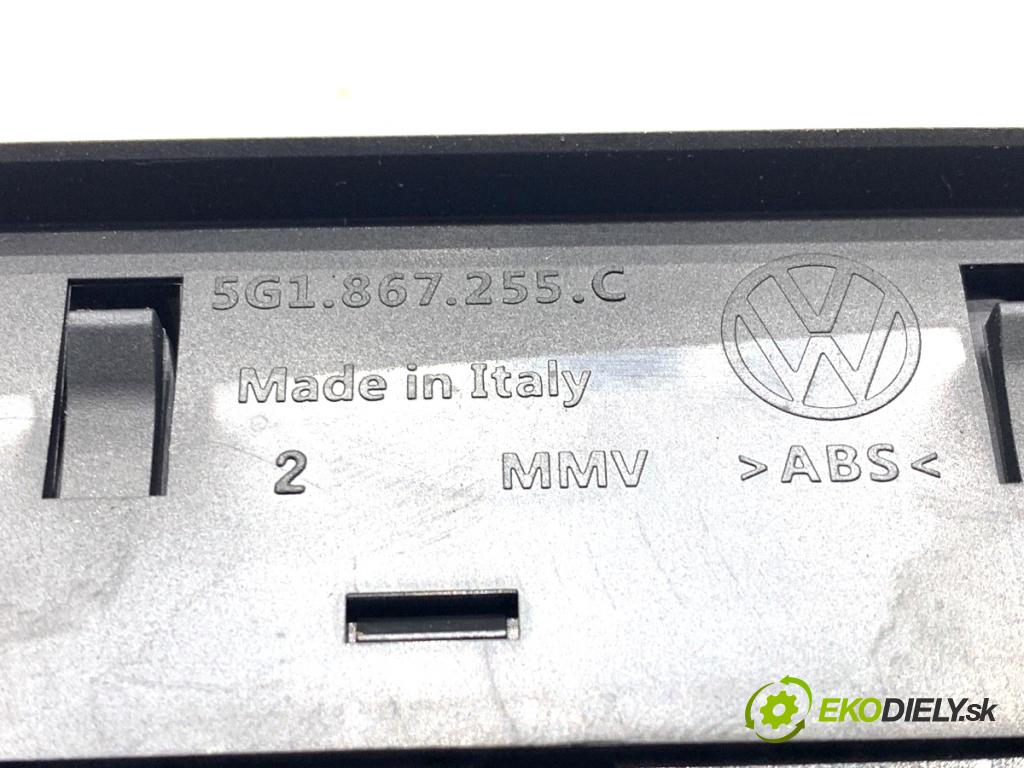 5G1.867.255.C
Made in Italy
2 MMV >ABS<
EKODIELY.sk